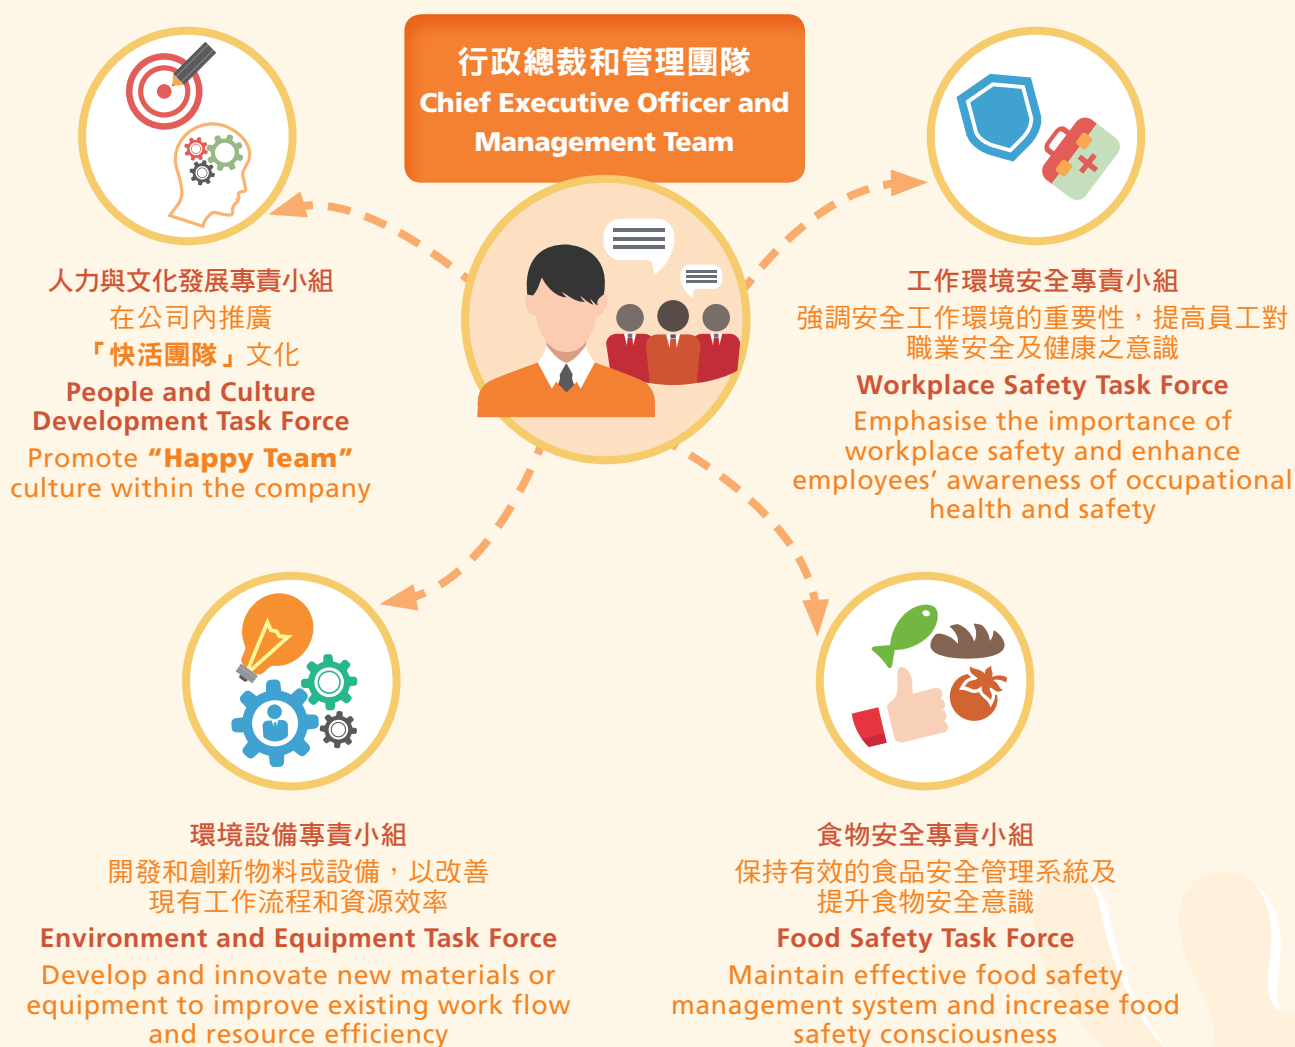 行政總裁和管理團隊
Chief Executive Officer and
Management Team
人力與文化發展專責小組
在公司內推廣
「快活團隊」文化
People and Culture
Development Task Force
Promote “Happy Team”
culture within the company
工作環境安全專責小組
強調安全工作環境的重要性，提高員工對
職業安全及健康之意識
Workplace Safety Task Force
Emphasise the importance of
workplace safety and enhance
employees’ awareness of occupational
health and safety
環境設備專責小組
開發和創新物料或設備，以改善
現有工作流程和資源效率
Environment and Equipment Task Force
Develop and innovate new materials or
equipment to improve existing work flow
and resource efficiency
食物安全專責小組
保持有效的食品安全管理系統及
提升食物安全意識
Food Safety Task Force
Maintain effective food safety
management system and increase food
safety consciousness